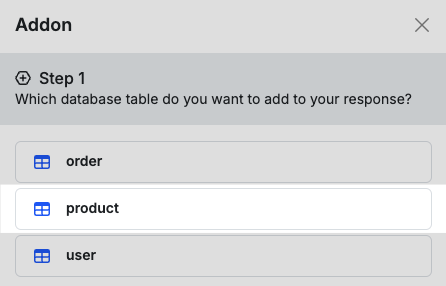 Addon
Step 1
Which database table do you want to add to your response?
order
product
user